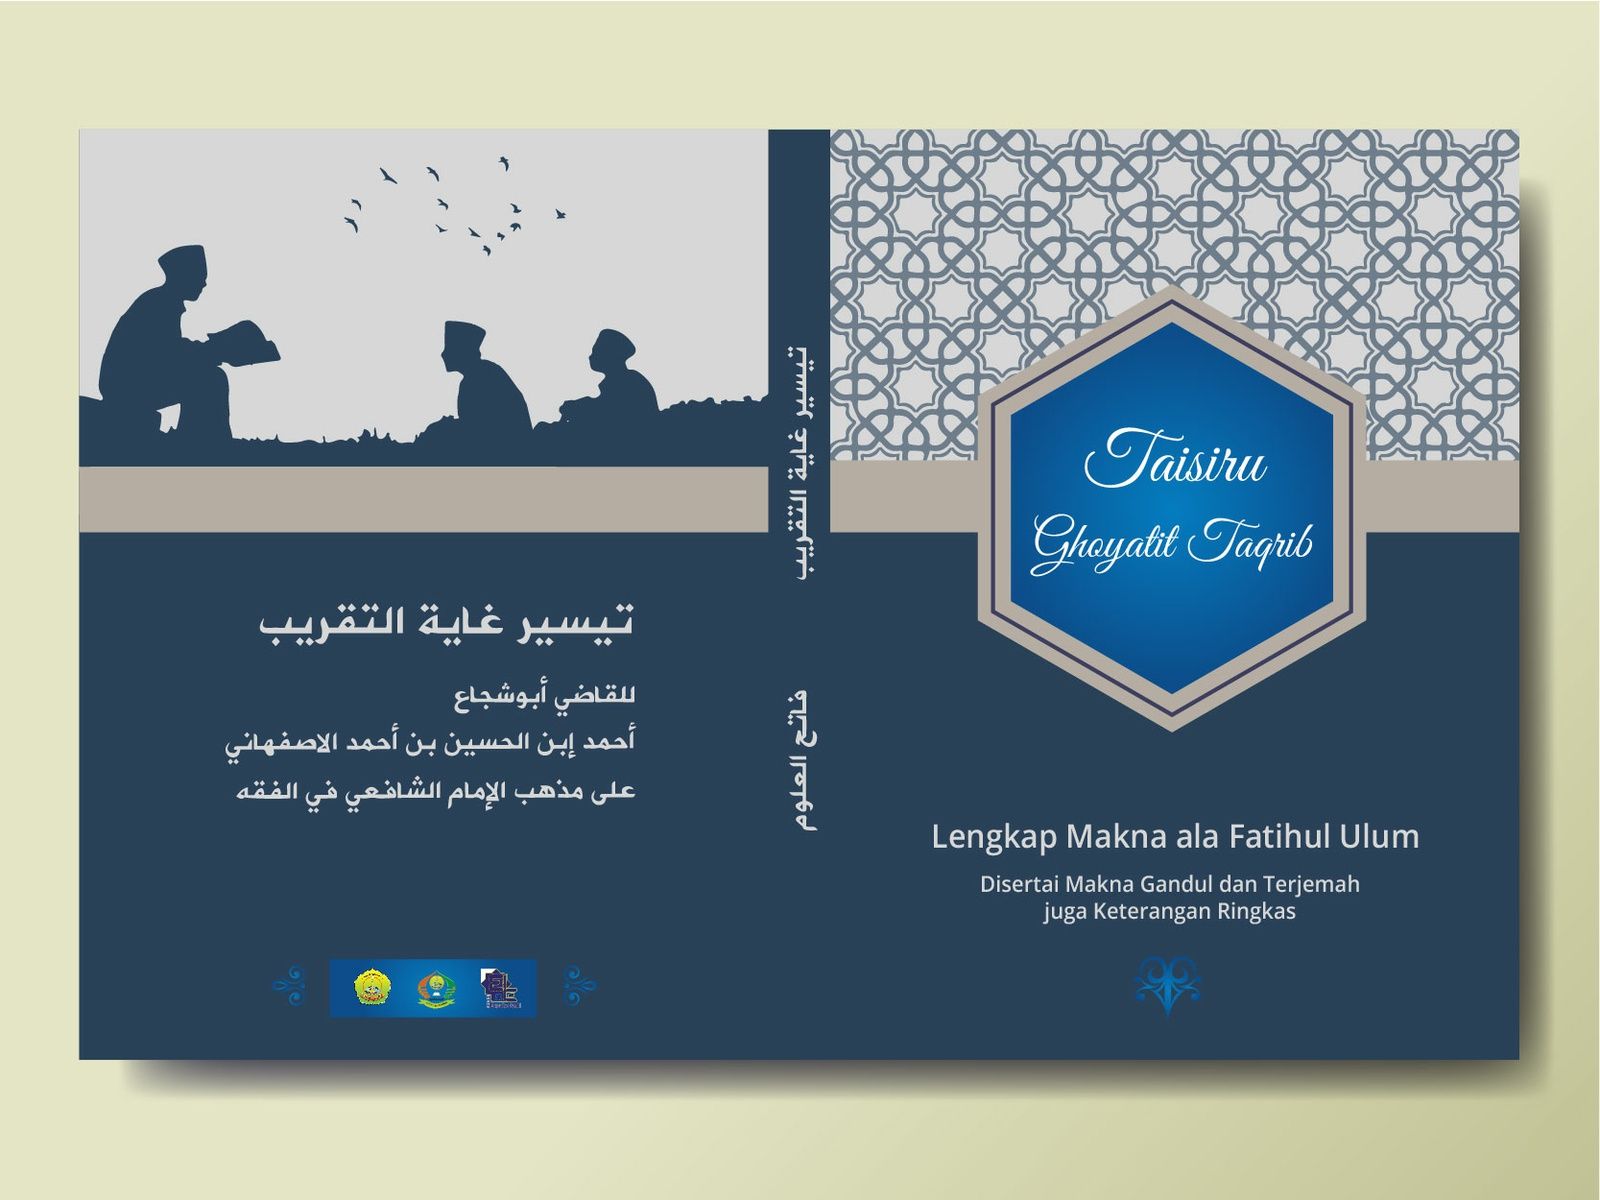 Taisiru
Ghoyatit Taqrib
Lengkap Makna ala Fatihul Ulum
Disertai Makna Gandul dan Terjemah
juga Keterangan Ringkas
تيسير غاية التقريب
فاتح العلوم
تيسير غاية التقريب
للقاضي أبوشجاع
أحمد إبن الحسين بن أحمد الاصفهاني
على مذهب الإمام الشافعي في الفقه